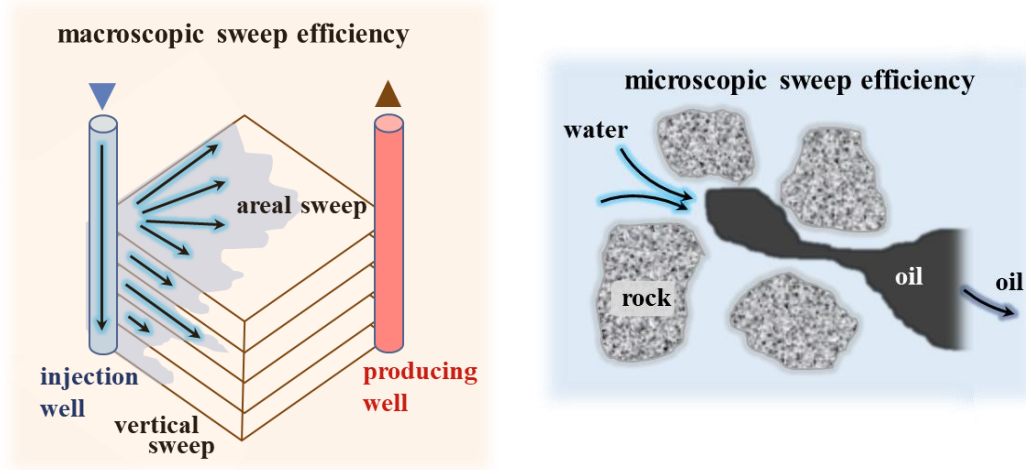 macroscopic sweep efficiency
areal sweep
injection
well
vertical
sweep
producing
well
microscopic sweep efficiency
water
rock
oil
oil